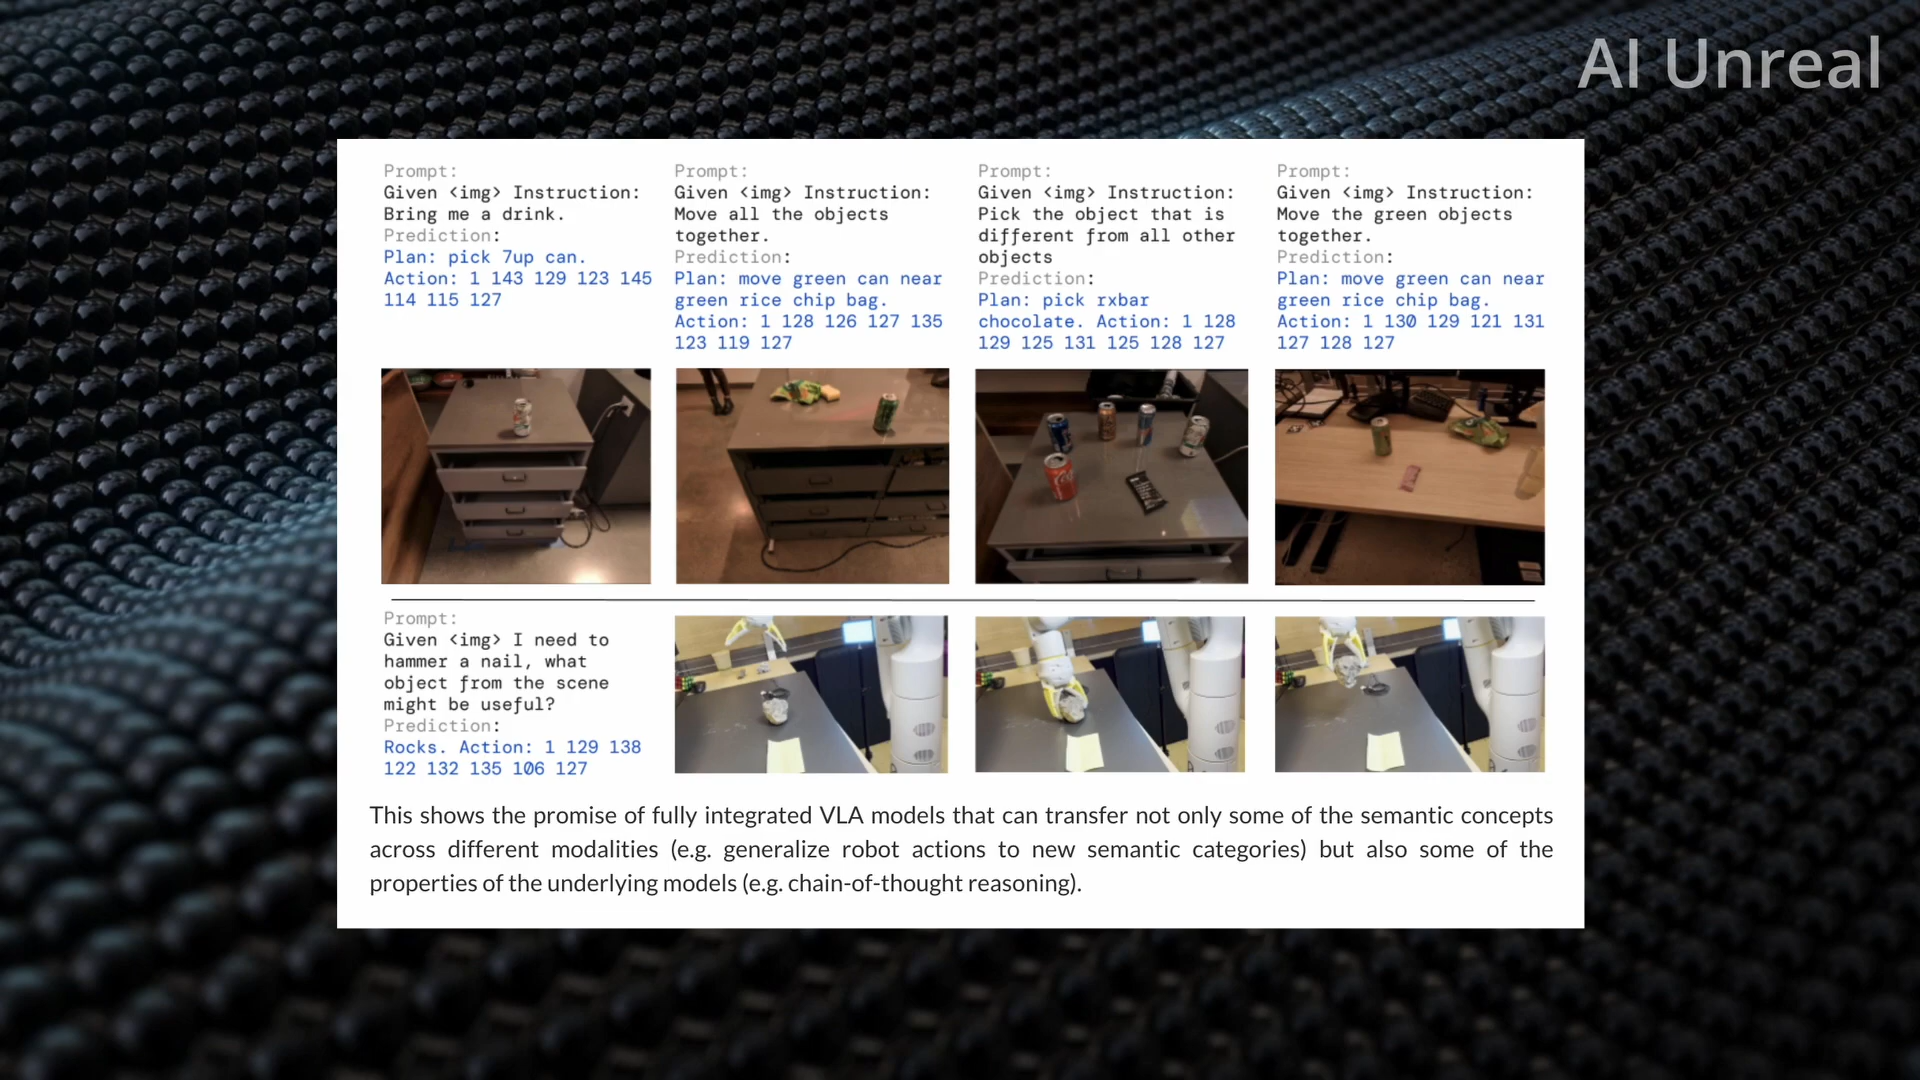 AI Unreal
Prompt:
Given <img> Instruction:
Bring me a drink.
Prediction:
Plan: pick 7up can.
Action: 1 143 129 123 145
114 115 127
Prompt:
Given <img> Instruction:
Move all the objects
together.
Prediction:
Plan: move green can near
green rice chip bag.
Action: 1 128 126 127 135
123 119 127
Prompt:
Given <img> Instruction:
Pick the object that is
different from all other
objects
Prediction:
Plan: pick rxbar
chocolate. Action: 1 128
129 125 131 125 128 127
Prompt:
Given <img> Instruction:
Move the green objects
together.
Prediction:
Plan: move green can near
green rice chip bag.
Action: 1 130 129 121 131
127 128 127
Prompt:
Given <img> I need to
hammer a nail, what
object from the scene
might be useful?
Prediction:
Rocks. Action: 1 129 138
122 132 135 106 127
This shows the promise of fully integrated VLA models that can transfer not only some of the semantic concepts
across different modalities (e.g. generalize robot actions to new semantic categories) but also some of the
properties of the underlying models (e.g. chain-of-thought reasoning).